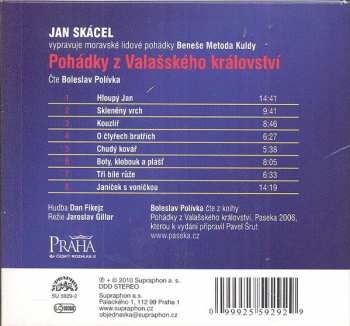 JAN SKÁCEL
vypravuje moravské lidové pohádky Beneše Metoda Kuldy
Pohádky z Valašského království
Čte Boleslav Polívka
1 Hloupý Jan 14:41
2 Skleněný vrch 9:41
3 Kouzlíř 8:46
4 O čtyřech bratřích 6:27
5 Chudý kovář 5:38
6 Boty, klobouk a plášť 8:05
7 Tři bílé růže 6:33
8 Janíček s voničkou 14:19
Hudba Dan Fikejz
Režie Jaroslav Gillar
Boleslav Polívka čte z knihy
Pohádky z Valašského království, Paseka 2006,
kterou k vydání připravil Pavel Šrut
www.paseka.cz
PRAHA
ČESKÝ ROZHLAS 2
SU 5929-2
℗ + © 2010 Supraphon a. s.
DDD STEREO
Supraphon a. s.
Palackého 1, 112 99 Praha 1
objednavka@supraphon.cz
0 99925 59292 9